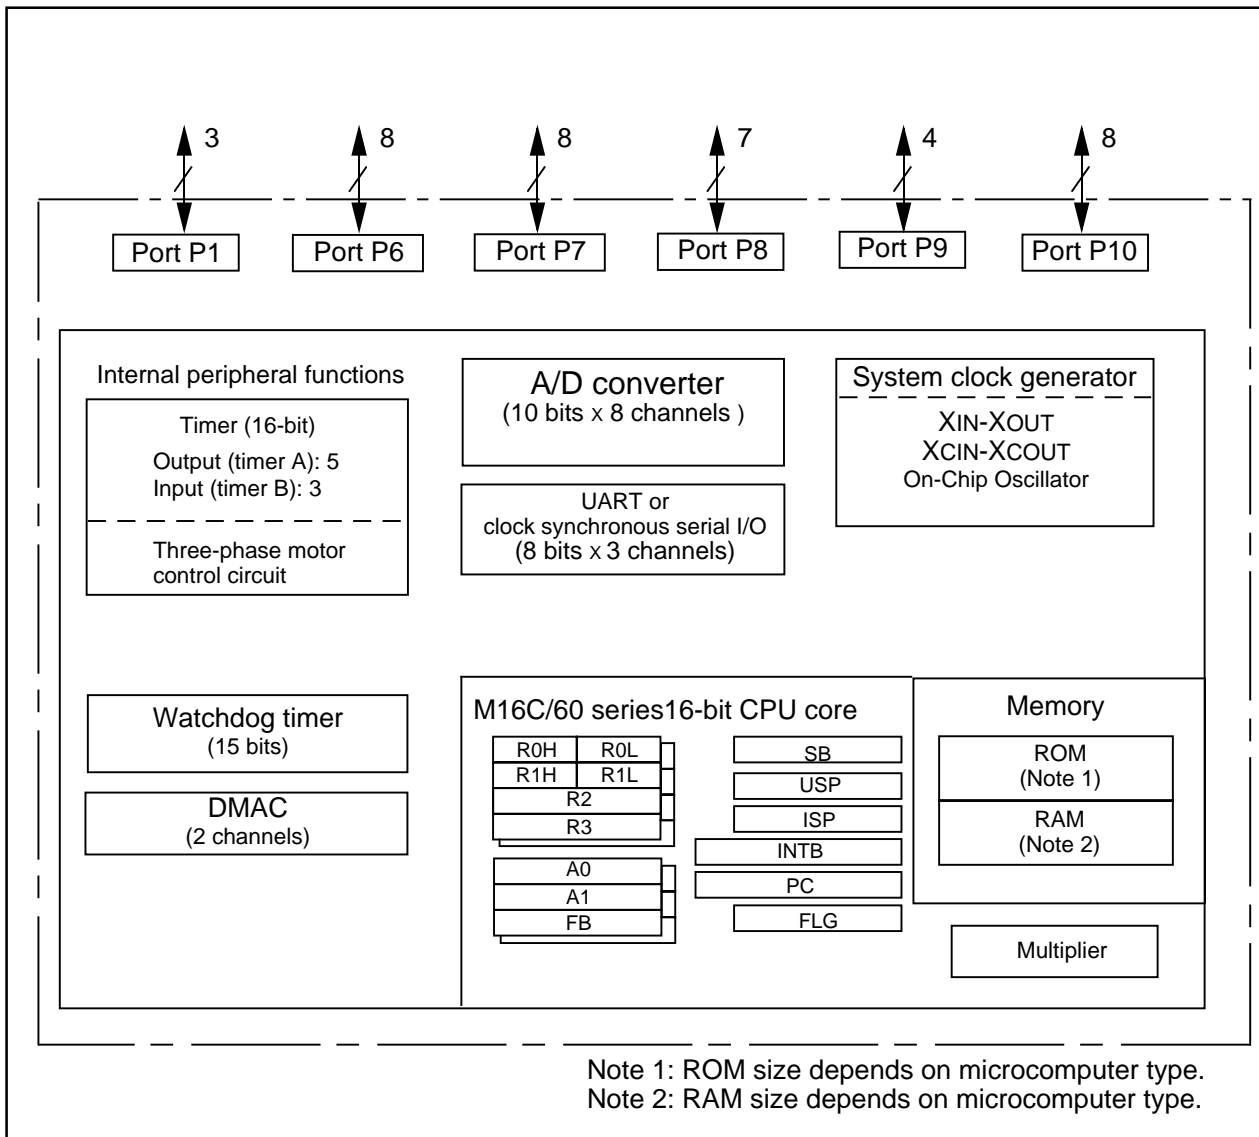 3 8 8 7 4 8
Port P1 Port P6 Port P7 Port P8 Port P9 Port P10
Internal peripheral functions
Timer (16-bit)
Output (timer A): 5
Input (timer B): 3
Three-phase motor
control circuit
A/D converter
(10 bits x 8 channels )
UART or
clock synchronous serial I/O
(8 bits x 3 channels)
System clock generator
XIN-XOUT
XCIN-XCOUT
On-Chip Oscillator
Watchdog timer
(15 bits)
DMAC
(2 channels)
M16C/60 series16-bit CPU core
R0H R0L
R1H R1L
R2
R3
A0
A1
FB
SB
USP
ISP
INTB
PC
FLG
Memory
ROM
(Note 1)
RAM
(Note 2)
Multiplier
Note 1: ROM size depends on microcomputer type.
Note 2: RAM size depends on microcomputer type.